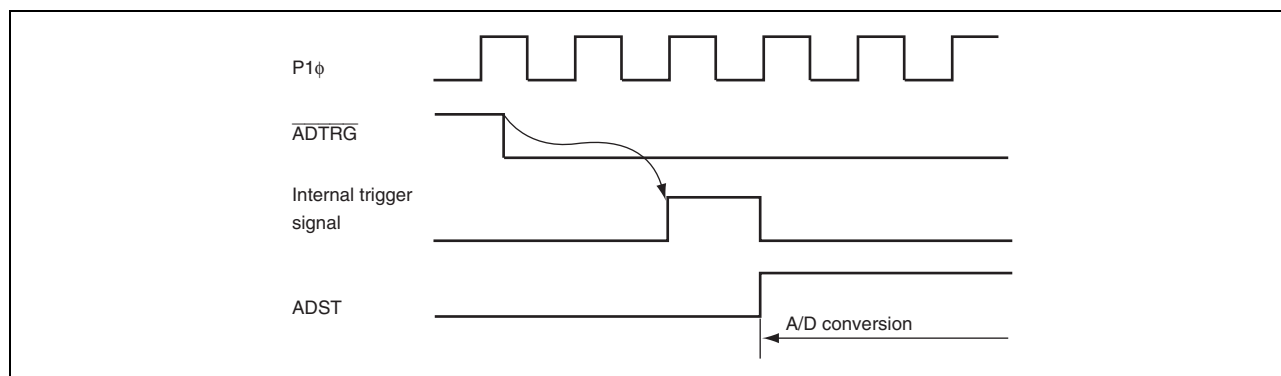 P1ϕ
ADTRG
Internal trigger
signal
ADST
A/D conversion